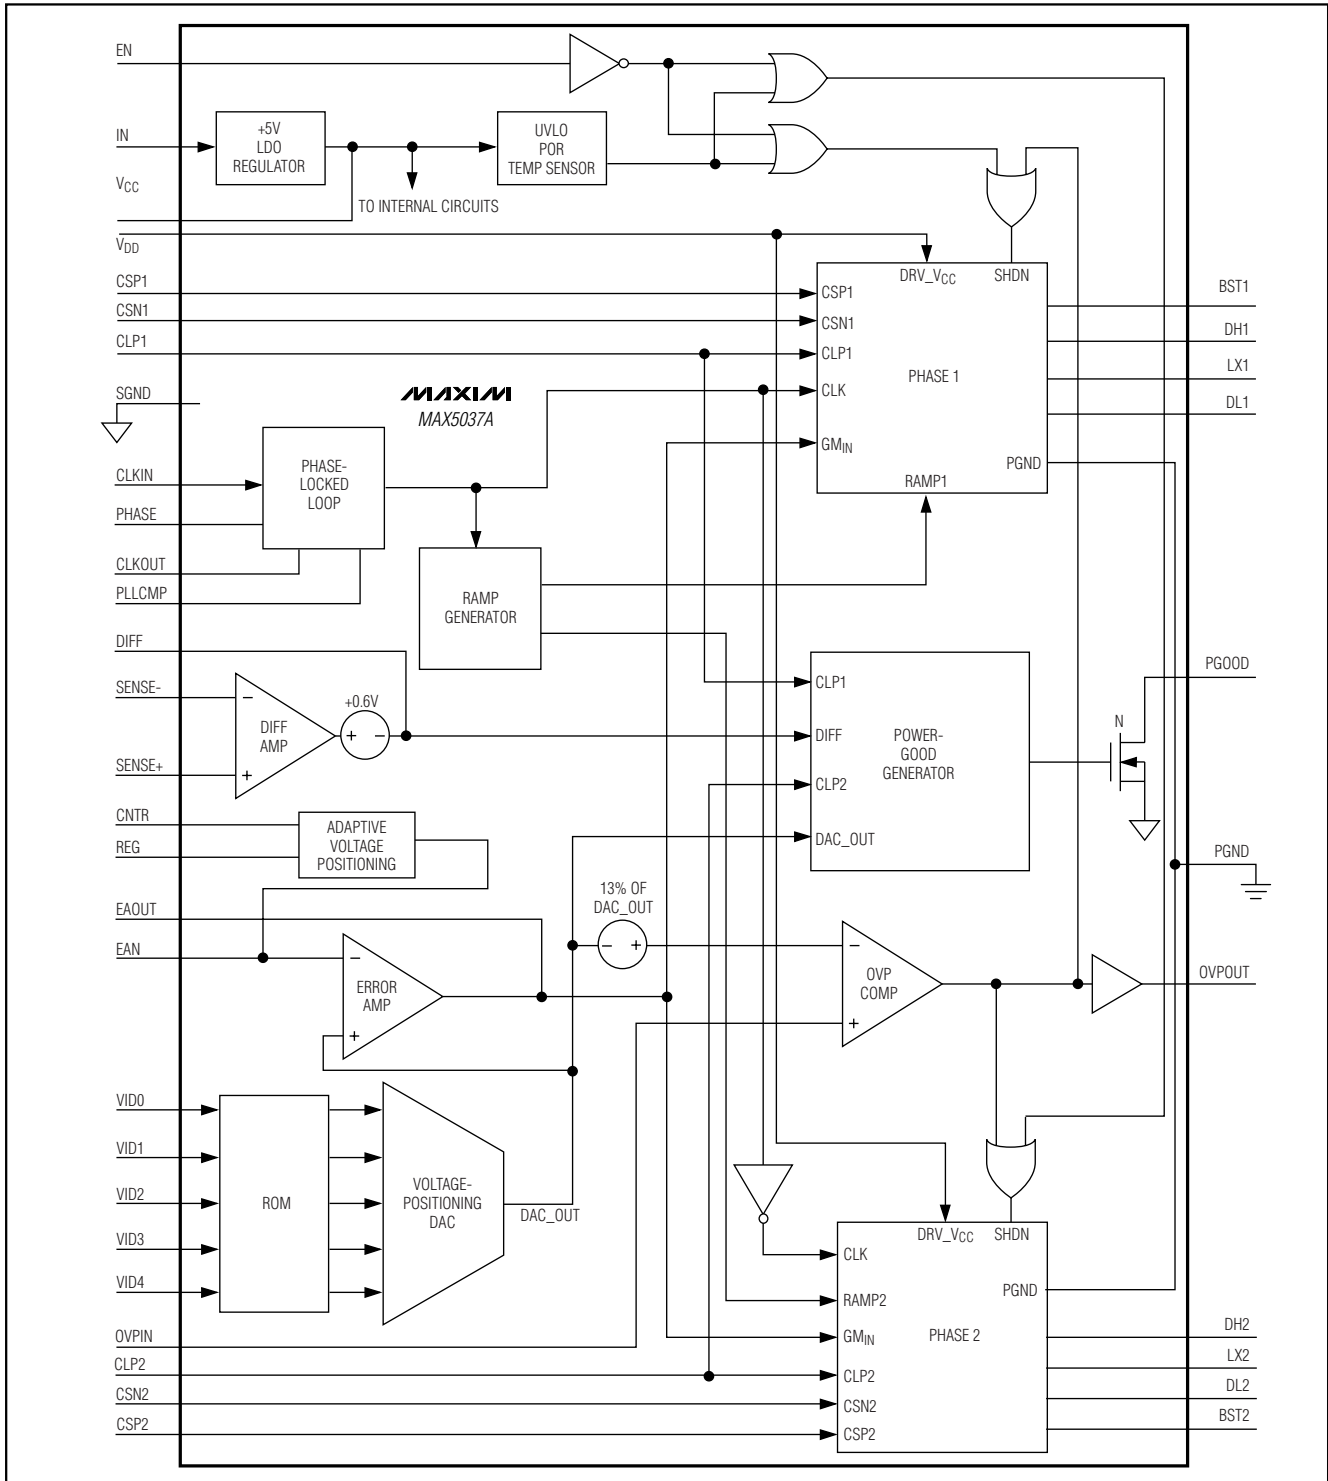 EN
IN
+5V
LDO
REGULATOR
UVLO
POR
TEMP SENSOR
VCC
TO INTERNAL CIRCUITS
VDD
CSP1
CSN1
CLP1
SGND
MAXIM
MAX5037A
DRV_VCC
SHDN
CSP1
CSN1
CLP1
CLK
GMIN
PHASE 1
PGND
RAMP1
BST1
DH1
LX1
DL1
CLKIN
PHASE
CLKOUT
PLLCMP
PHASE-
LOCKED
LOOP
RAMP
GENERATOR
DIFF
SENSE-
SENSE+
−
+
DIFF
AMP
+0.6V
+ −
CLP1
DIFF
CLP2
DAC_OUT
POWER-
GOOD
GENERATOR
N
PGOOD
PGND
CNTR
REG
ADAPTIVE
VOLTAGE
POSITIONING
EAOUT
EAN
−
+
ERROR
AMP
13% OF
DAC_OUT
− +
−
+
OVP
COMP
OVPOUT
VID0
VID1
VID2
VID3
VID4
ROM
VOLTAGE-
POSITIONING
DAC
DAC_OUT
OVPIN
CLP2
CSN2
CSP2
DRV_VCC
SHDN
CLK
RAMP2
GMIN
CLP2
CSN2
CSP2
PHASE 2
PGND
DH2
LX2
DL2
BST2